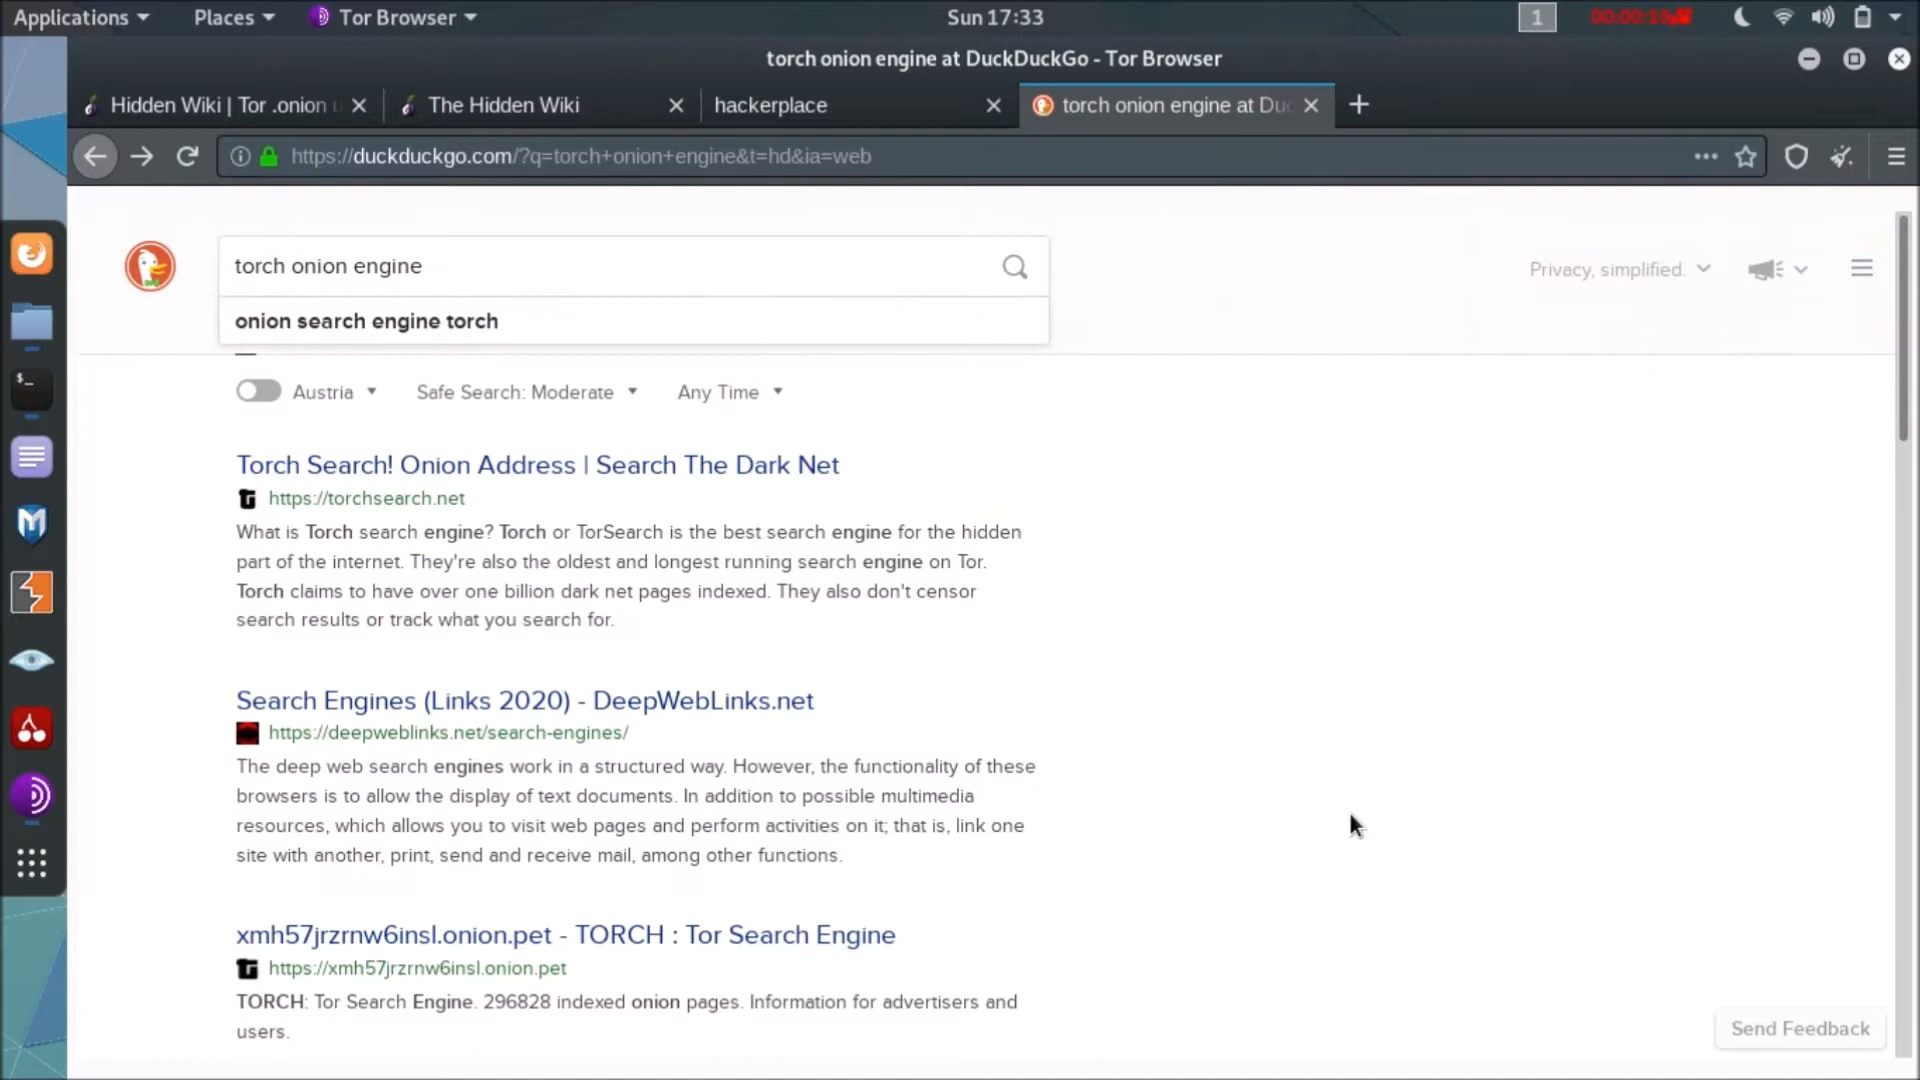 Applications Places Tor Browser Sun 17:33 1
torch onion engine at DuckDuckGo - Tor Browser
Hidden Wiki | Tor .onion u The Hidden Wiki hackerplace torch onion engine at Duc
https://duckduckgo.com/?q=torch+onion+engine&t=hd&ia=web
torch onion engine
Privacy, simplified.
onion search engine torch
Austria Safe Search: Moderate Any Time
Torch Search! Onion Address | Search The Dark Net
https://torchsearch.net
What is Torch search engine? Torch or TorSearch is the best search engine for the hidden
part of the internet. They're also the oldest and longest running search engine on Tor.
Torch claims to have over one billion dark net pages indexed. They also don't censor
search results or track what you search for.
Search Engines (Links 2020) - DeepWebLinks.net
https://deepweblinks.net/search-engines/
The deep web search engines work in a structured way. However, the functionality of these
browsers is to allow the display of text documents. In addition to possible multimedia
resources, which allows you to visit web pages and perform activities on it; that is, link one
site with another, print, send and receive mail, among other functions.
xmh57jrzrnw6insl.onion.pet - TORCH : Tor Search Engine
https://xmh57jrzrnw6insl.onion.pet
TORCH: Tor Search Engine. 296828 indexed onion pages. Information for advertisers and
users.
Send Feedback